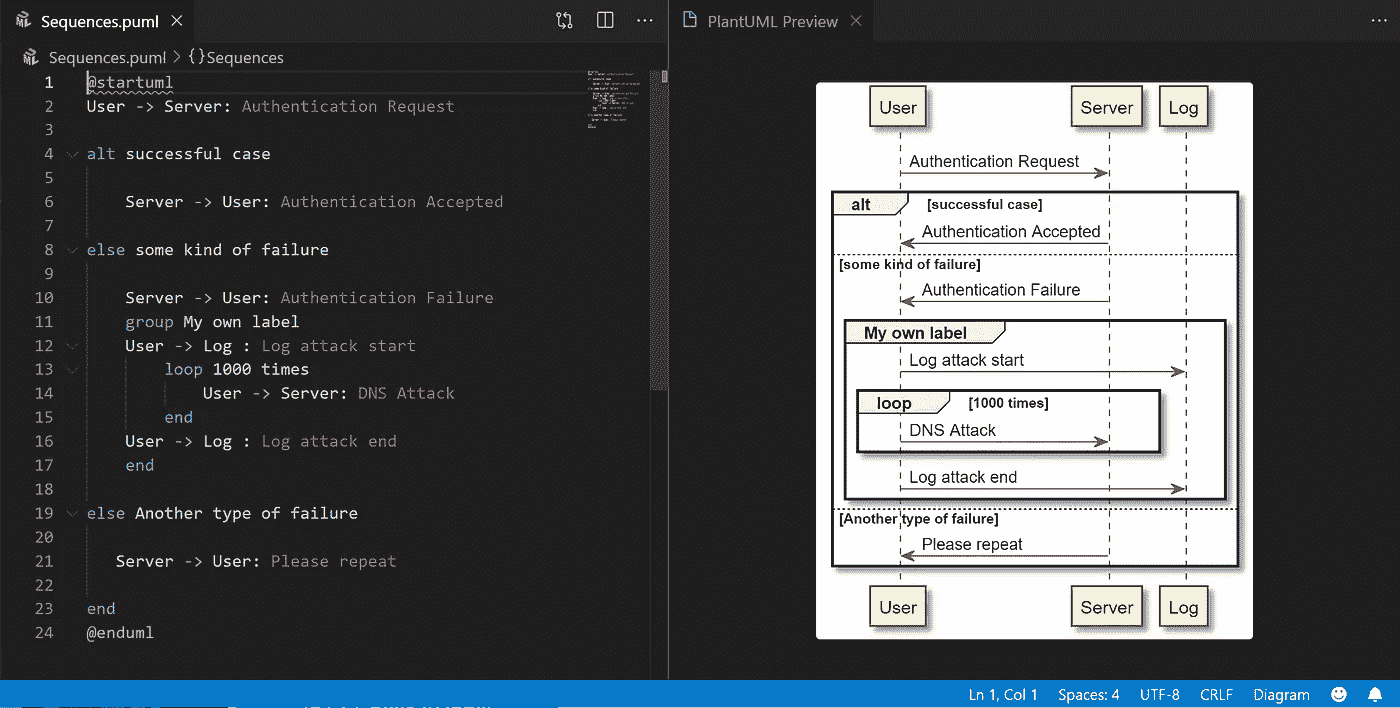 Sequences.puml
Sequences.puml > {} Sequences
1 @startuml
2 User -> Server: Authentication Request
3
4 alt successful case
5
6 Server -> User: Authentication Accepted
7
8 else some kind of failure
9
10 Server -> User: Authentication Failure
11 group My own label
12 User -> Log : Log attack start
13 loop 1000 times
14 User -> Server: DNS Attack
15 end
16 User -> Log : Log attack end
17 end
18
19 else Another type of failure
20
21 Server -> User: Please repeat
22
23 end
24 @enduml
PlantUML Preview
User Server Log
Authentication Request
alt [successful case]
Authentication Accepted
[some kind of failure]
Authentication Failure
My own label
Log attack start
loop [1000 times]
DNS Attack
Log attack end
[Another type of failure]
Please repeat
User Server Log
Ln 1, Col 1 Spaces: 4 UTF-8 CRLF Diagram